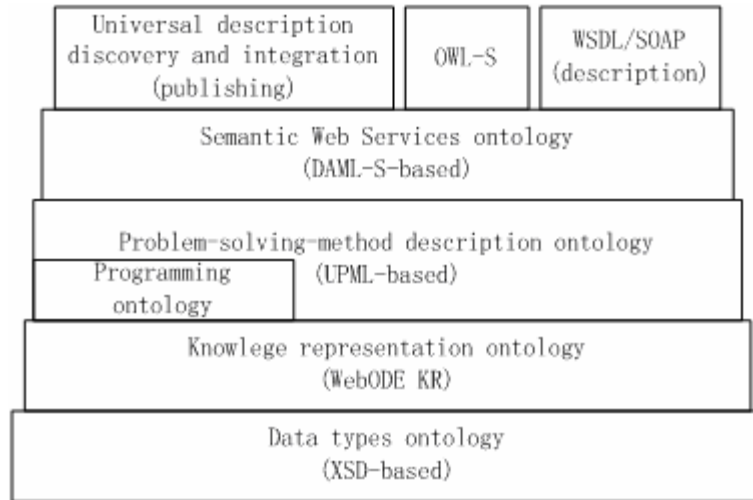 Universal description
discovery and integration
(publishing)
OWL-S
WSDL/SOAP
(description)
Semantic Web Services ontology
(DAML-S-based)
Problem-solving-method description ontology
(UPML-based)
Programming
ontology
Knowlege representation ontology
(WebODE KR)
Data types ontology
(XSD-based)